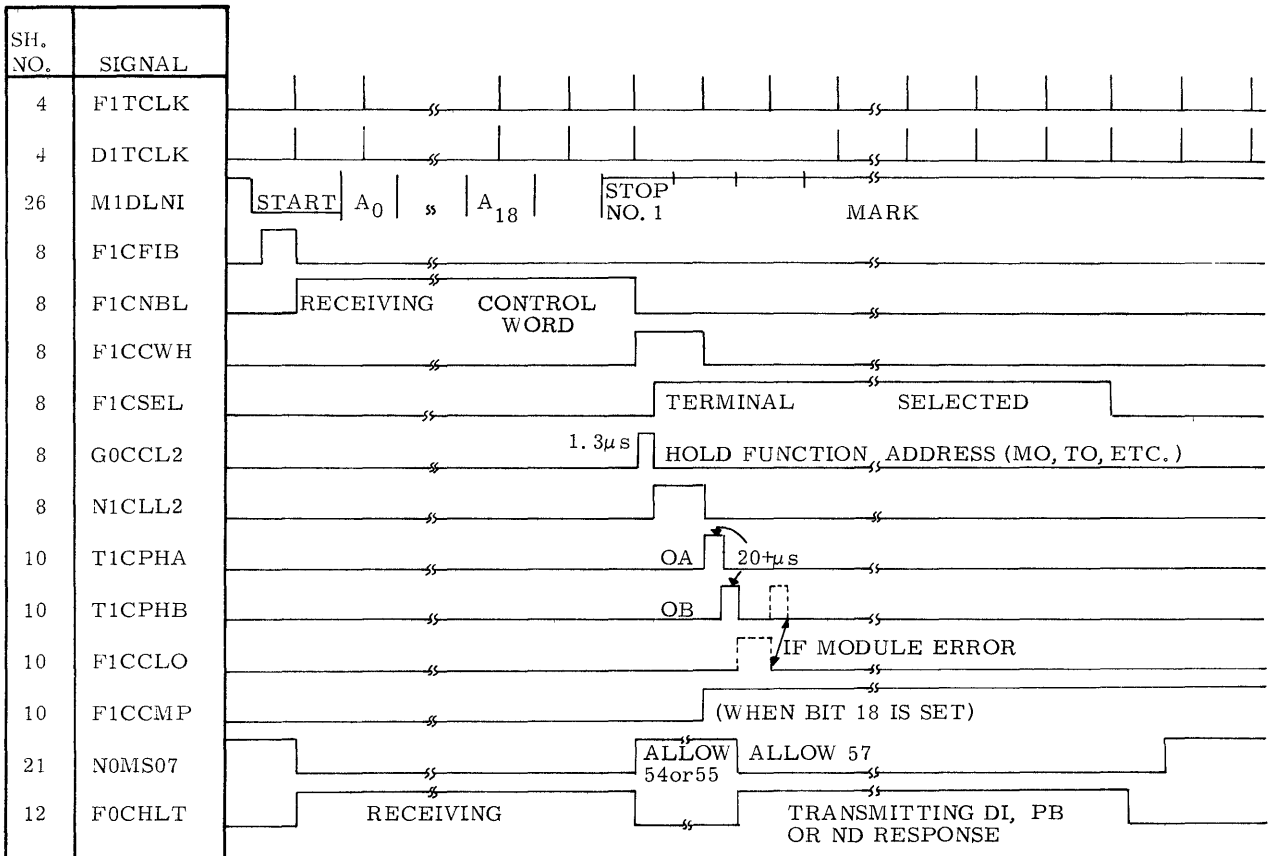 SH. NO. SIGNAL
4 F1TCLK
4 D1TCLK
26 M1DLNI START A0 A18 STOP NO. 1 MARK
8 F1CFIB
8 F1CNBL RECEIVING CONTROL WORD
8 F1CCWH
8 F1CSEL TERMINAL SELECTED
8 G0CCL2 1.3μs HOLD FUNCTION ADDRESS (MO, TO, ETC.)
8 N1CLL2
10 T1CPHA OA 20+μs
10 T1CPHB OB
IF MODULE ERROR
10 F1CCLO
10 F1CCMP (WHEN BIT 18 IS SET)
21 N0MS07 ALLOW 54or55 ALLOW 57
12 F0CHLT RECEIVING TRANSMITTING DI, PB
OR ND RESPONSE